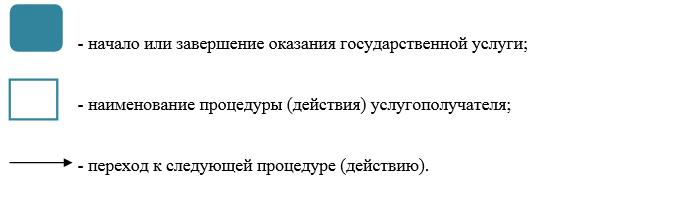 - начало или завершение оказания государственной услуги;
- наименование процедуры (действия) услугополучателя;
- переход к следующей процедуре (действию).